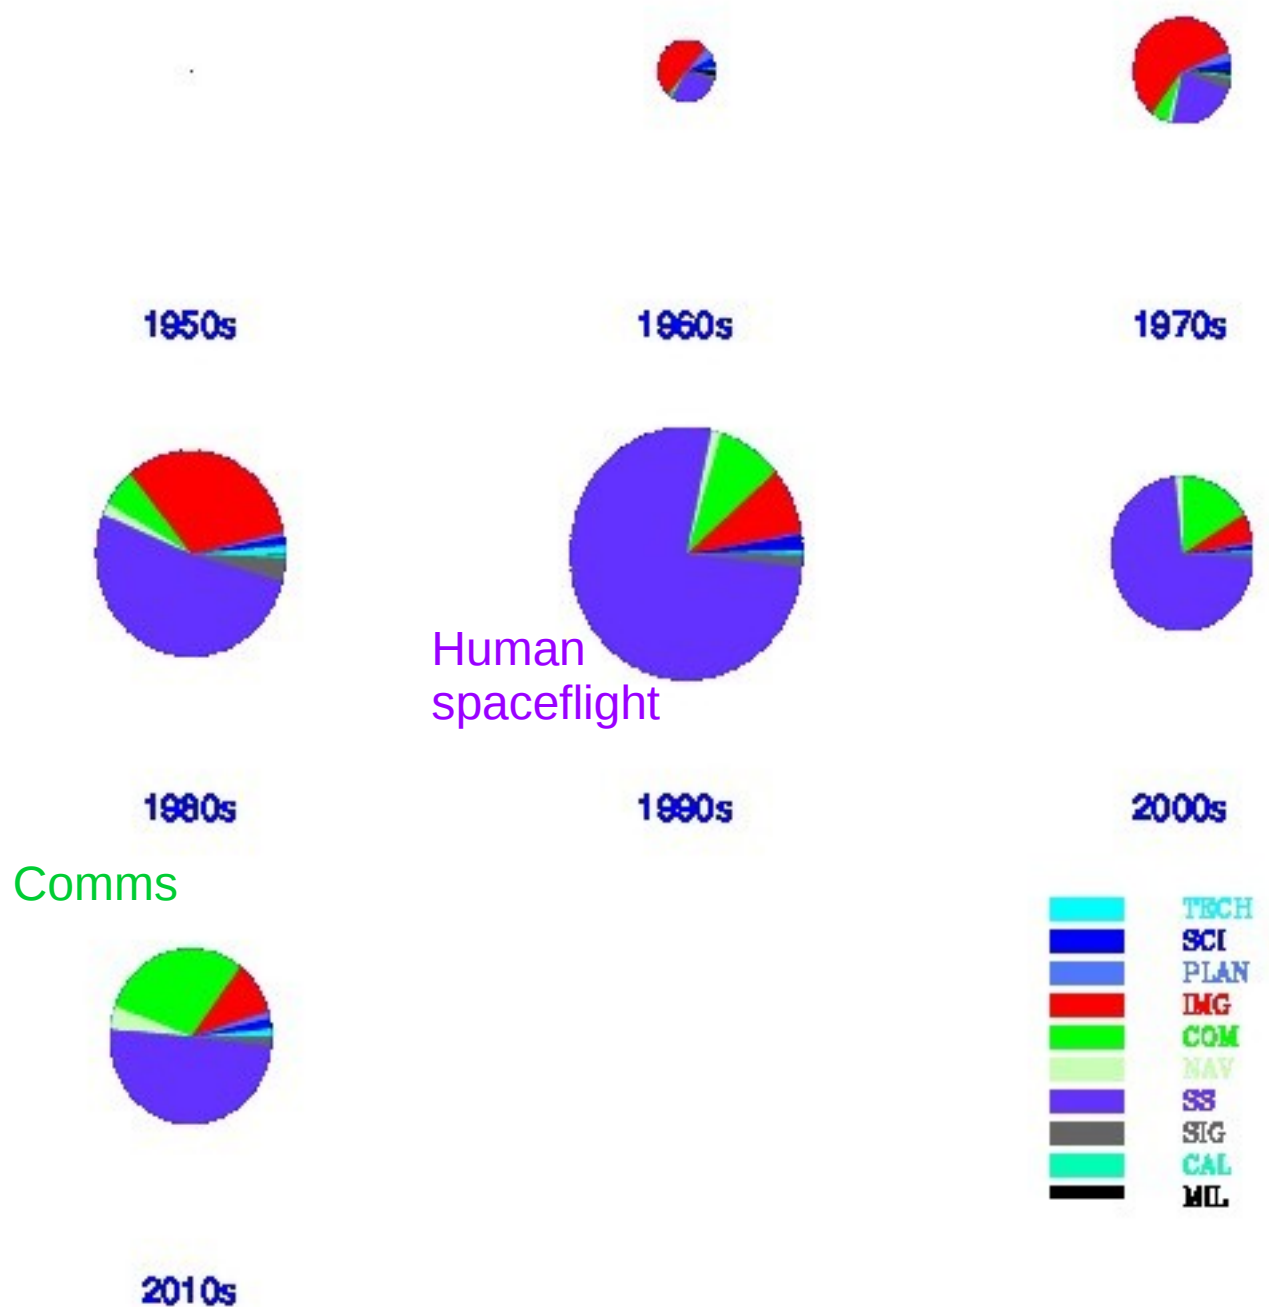 1950s
1960s
1970s
Human
spaceflight
1980s
1990s
2000s
Comms
TECH
SCI
PLAN
IMG
COM
NAV
SS
SIG
CAL
MIL
2010s